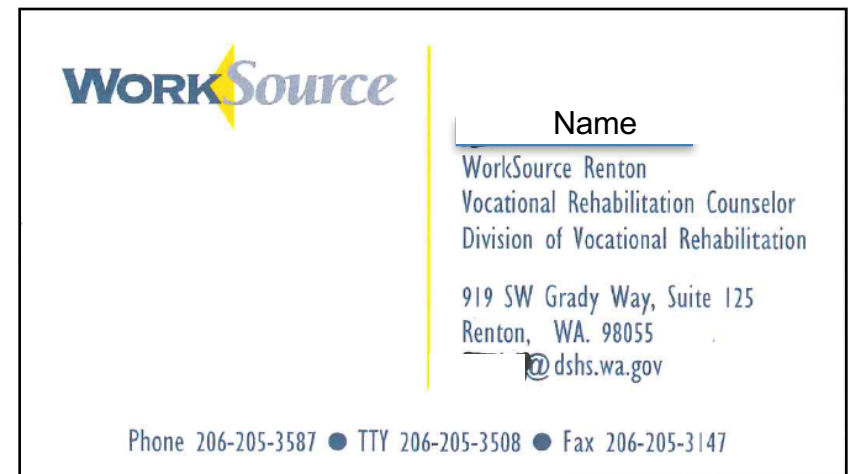 WORKSource
Name
WorkSource Renton
Vocational Rehabilitation Counselor
Division of Vocational Rehabilitation
919 SW Grady Way, Suite 125
Renton, WA. 98055
@dshs.wa.gov
Phone 206-205-3587 ● TTY 206-205-3508 ● Fax 206-205-3147